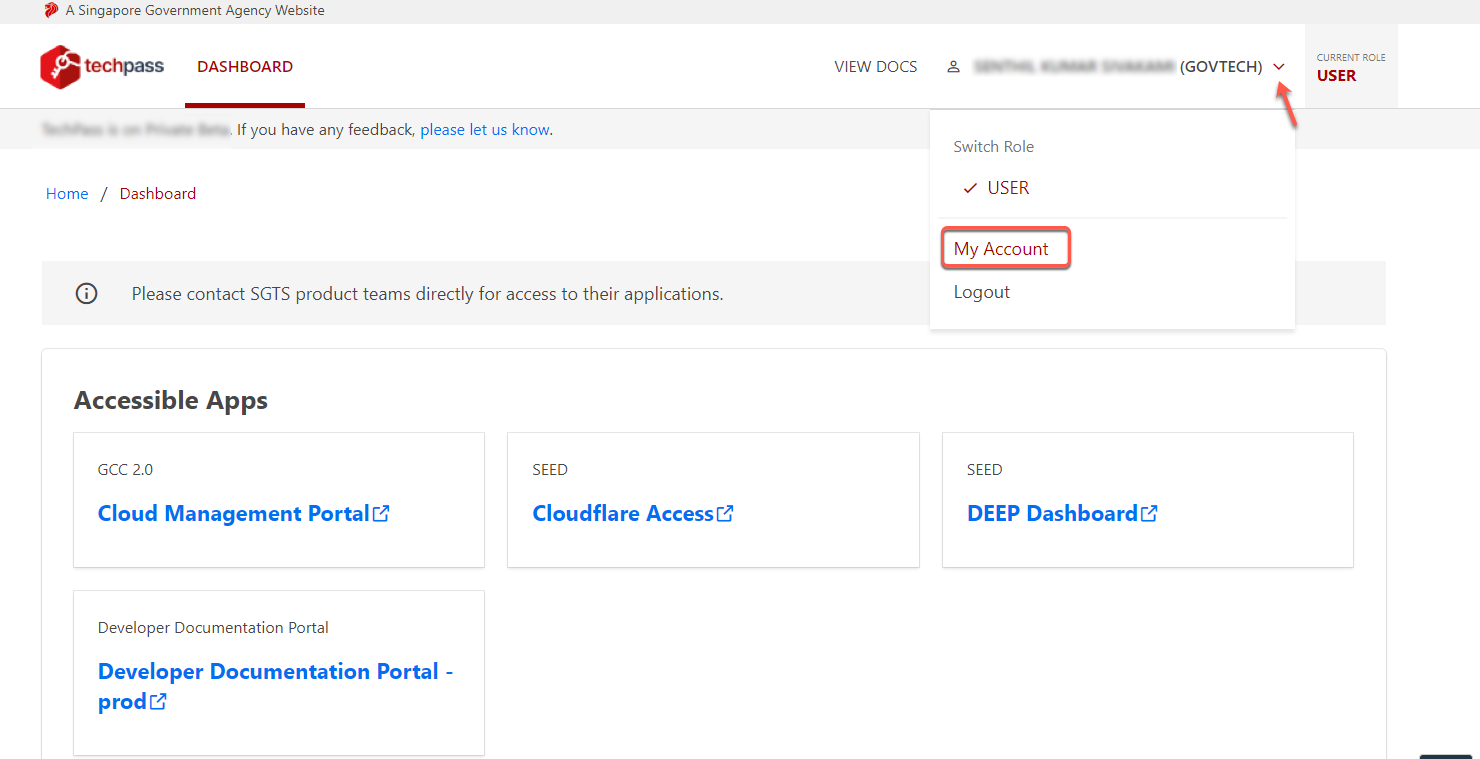 A Singapore Government Agency Website
techpass
DASHBOARD
VIEW DOCS
(GOVTECH)
CURRENT ROLE
USER
. If you have any feedback, please let us know.
Switch Role
USER
My Account
Logout
Home / Dashboard
Please contact SGTS product teams directly for access to their applications.
Accessible Apps
GCC 2.0
Cloud Management Portal
SEED
Cloudflare Access
SEED
DEEP Dashboard
Developer Documentation Portal
Developer Documentation Portal -
prod